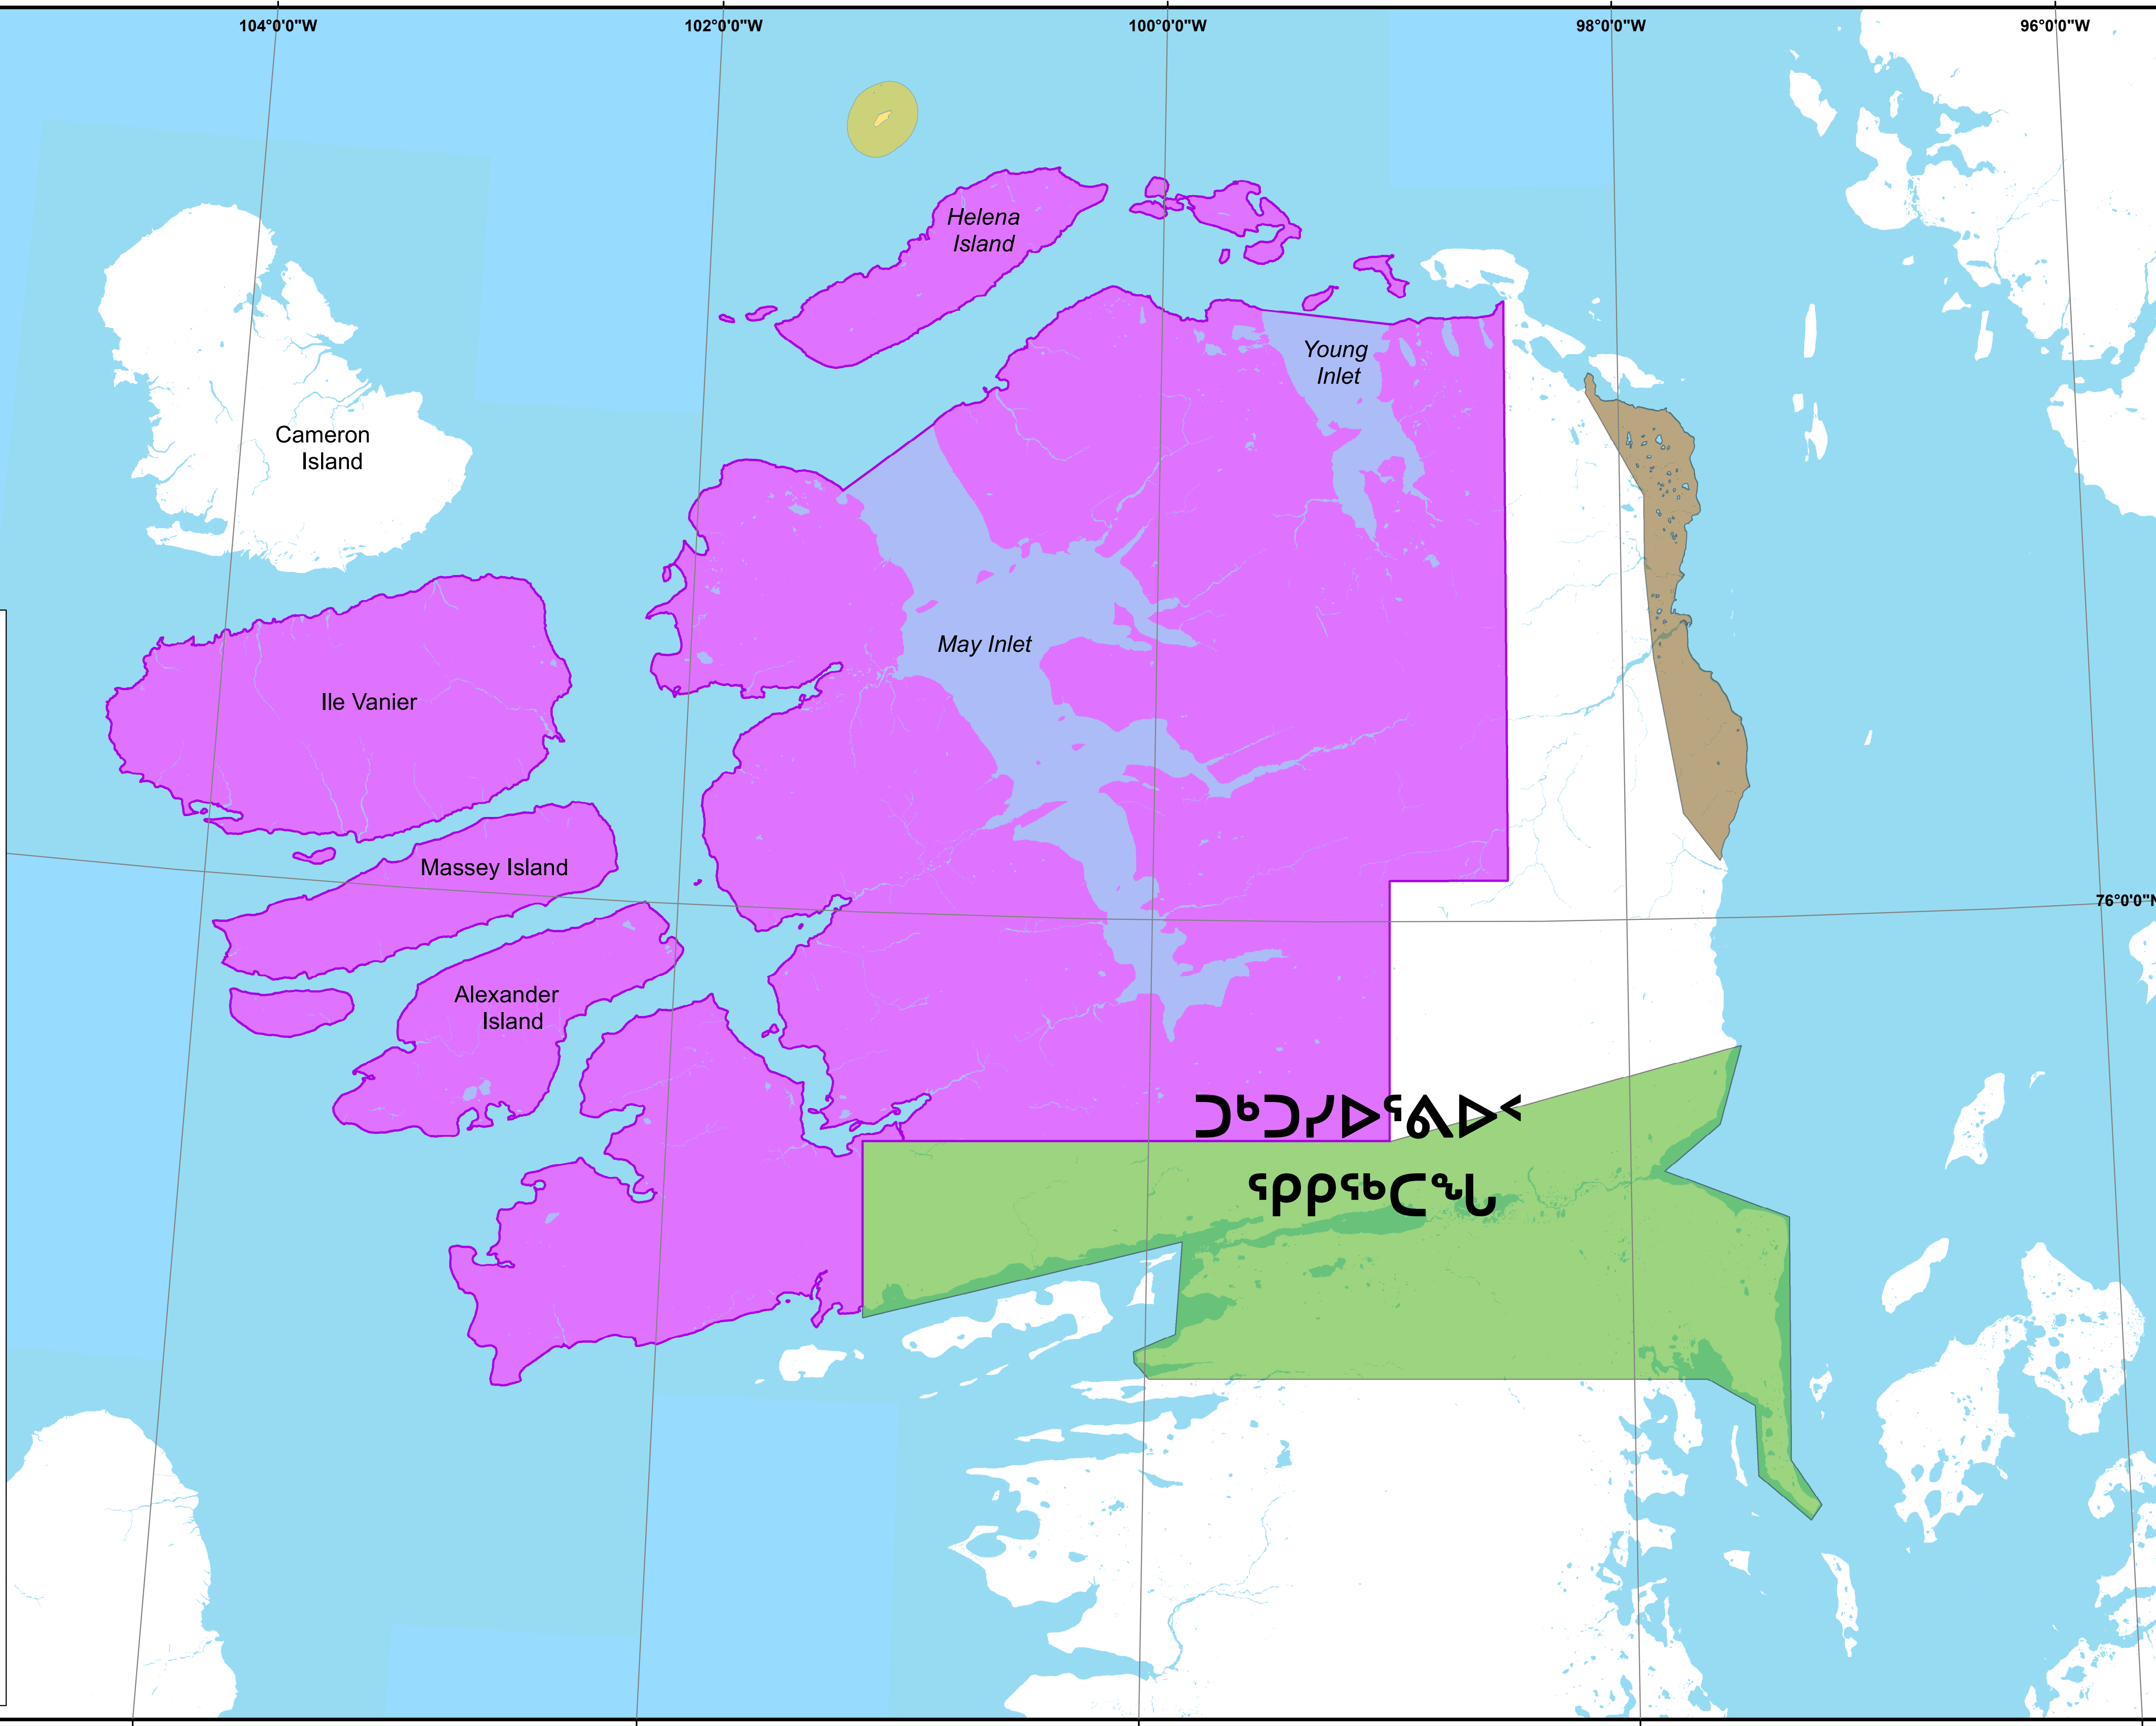 104°0'0"W
102°0'0"W
100°0'0"W
98°0'0"W
96°0'0"W
Helena
Island
Young
Inlet
Cameron
Island
May Inlet
Ile Vanier
Massey Island
76°0'0"N
Alexander
Island
ᑐᒃᑐᓯᐅᕐᕕᐅᑉ
ᕿᑭᖅᑕᖓ